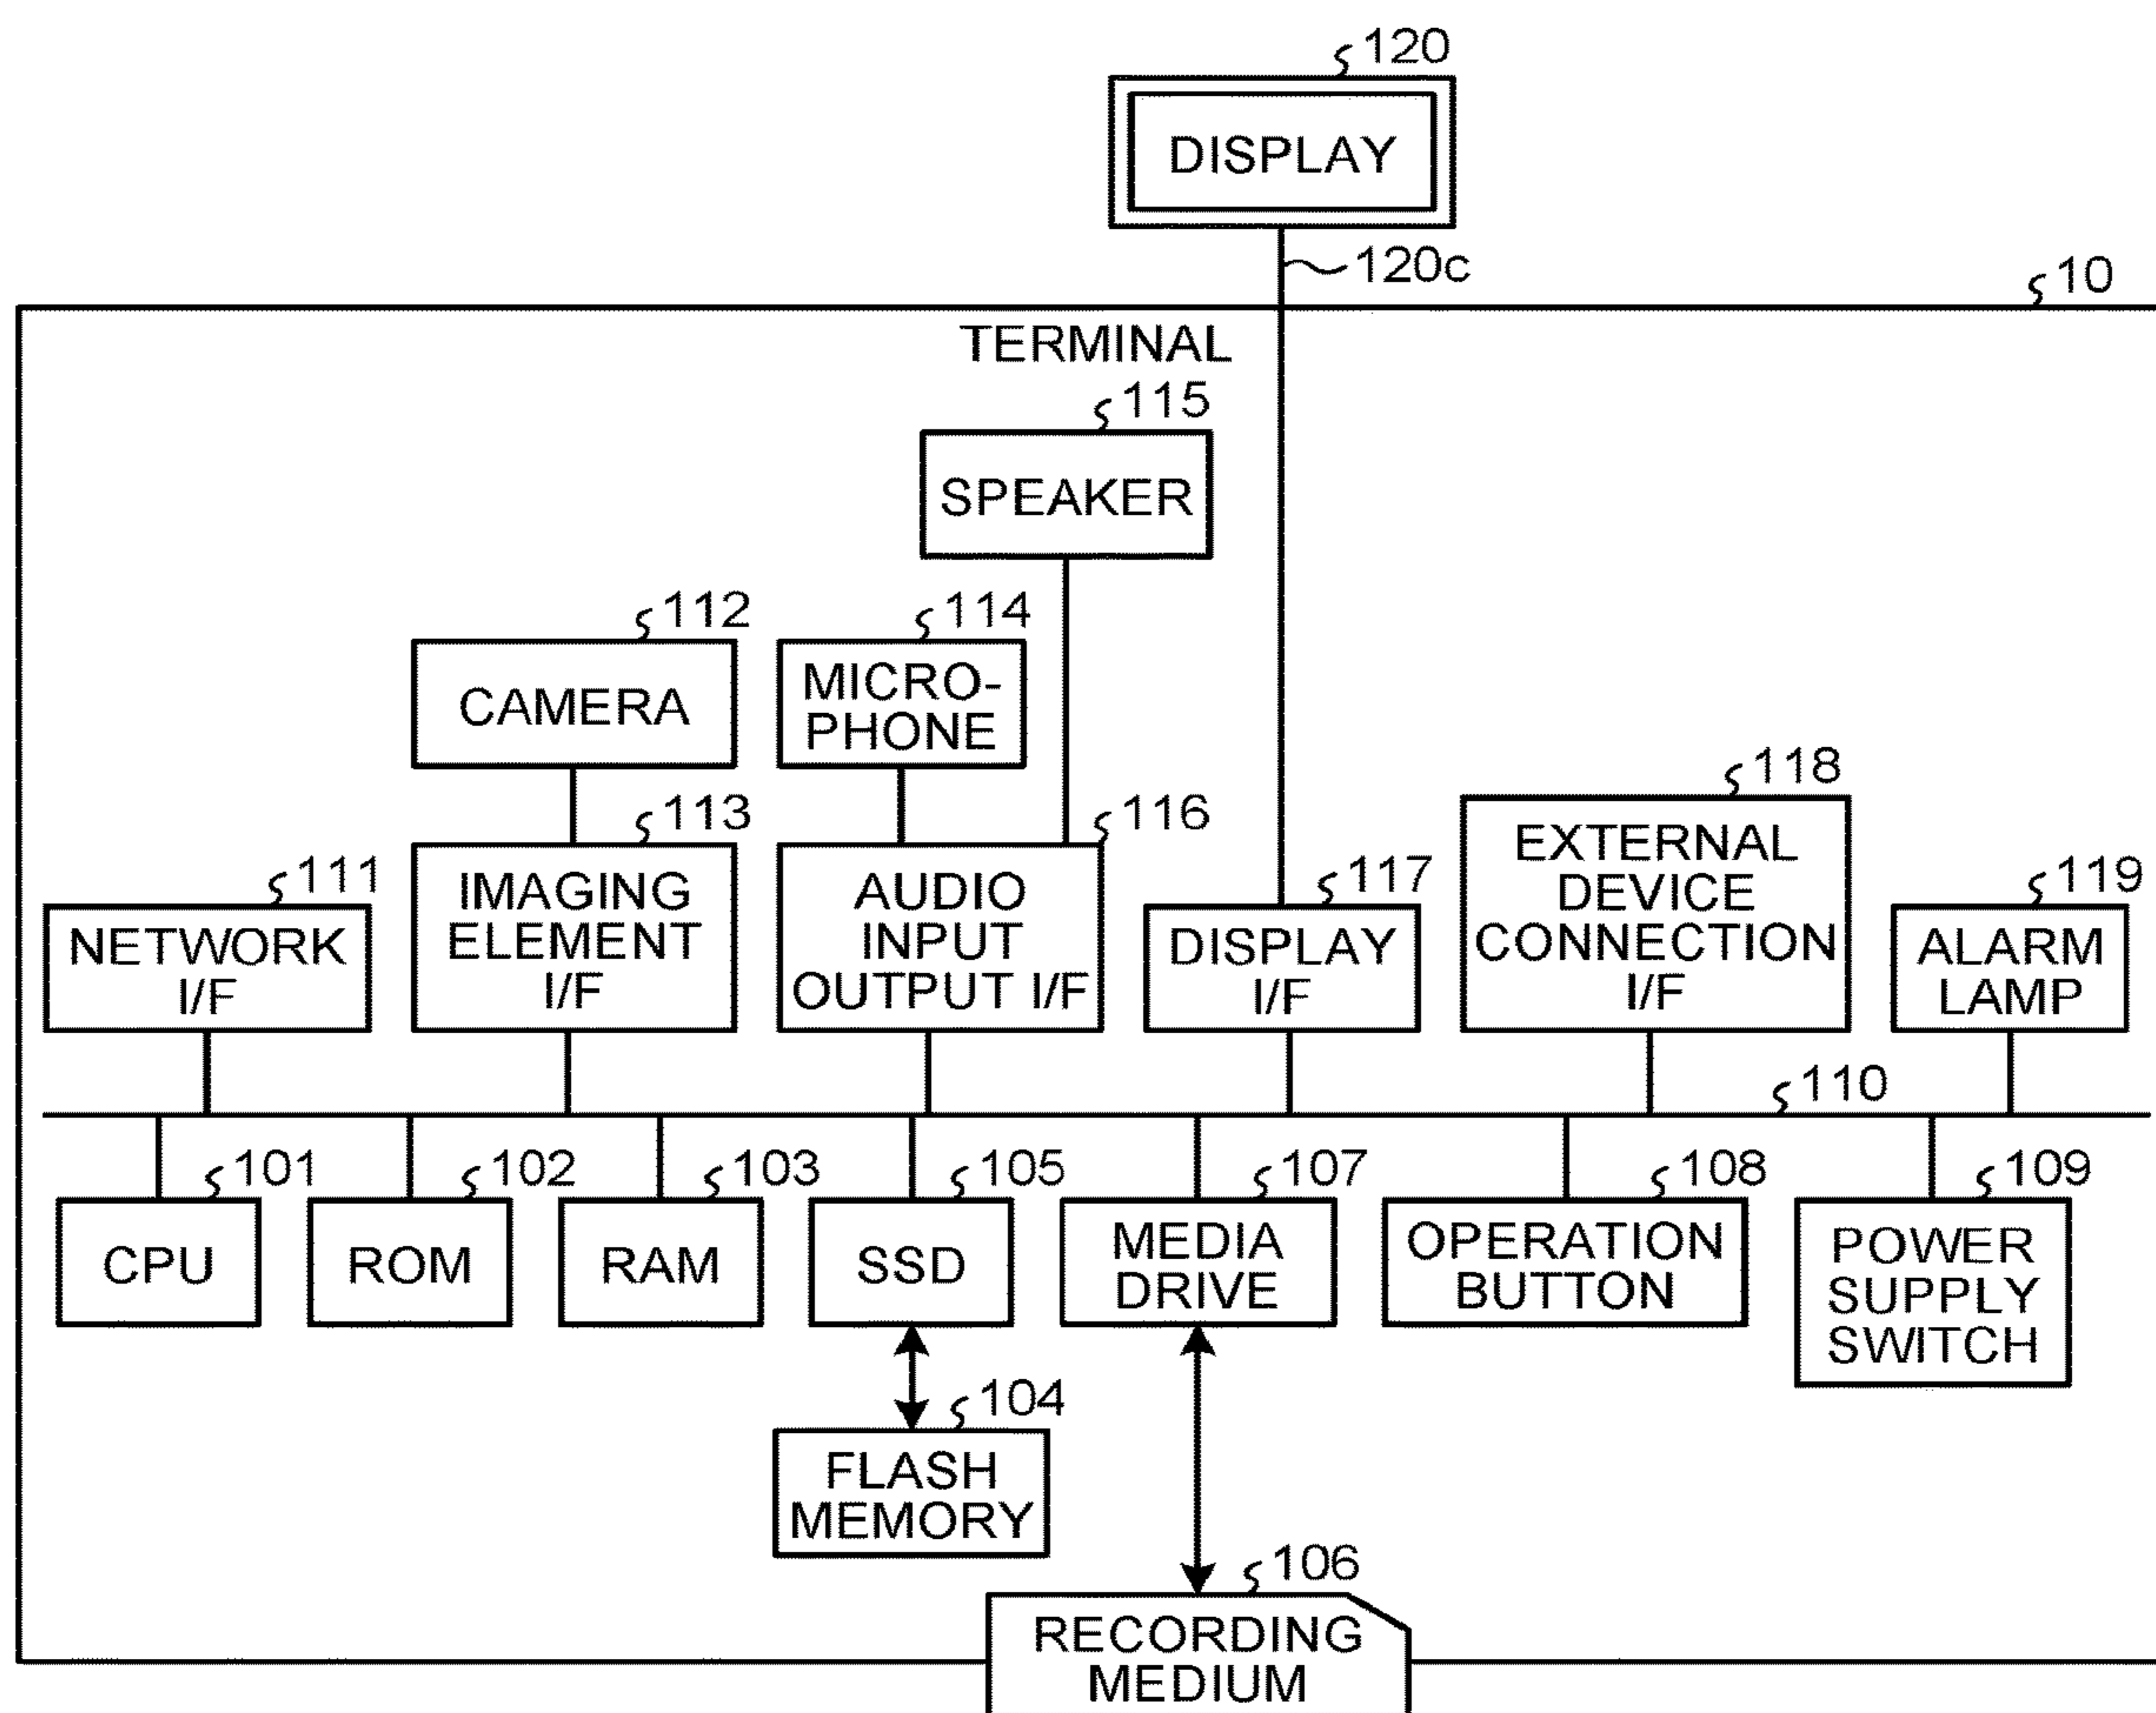 120
DISPLAY
120c
10
TERMINAL
115
SPEAKER
112
CAMERA
114
MICRO-
PHONE
111
NETWORK
I/F
113
IMAGING
ELEMENT
I/F
116
AUDIO
INPUT
OUTPUT I/F
117
DISPLAY
I/F
118
EXTERNAL
DEVICE
CONNECTION
I/F
119
ALARM
LAMP
110
101
CPU
102
ROM
103
RAM
105
SSD
107
MEDIA
DRIVE
108
OPERATION
BUTTON
109
POWER
SUPPLY
SWITCH
104
FLASH
MEMORY
106
RECORDING
MEDIUM